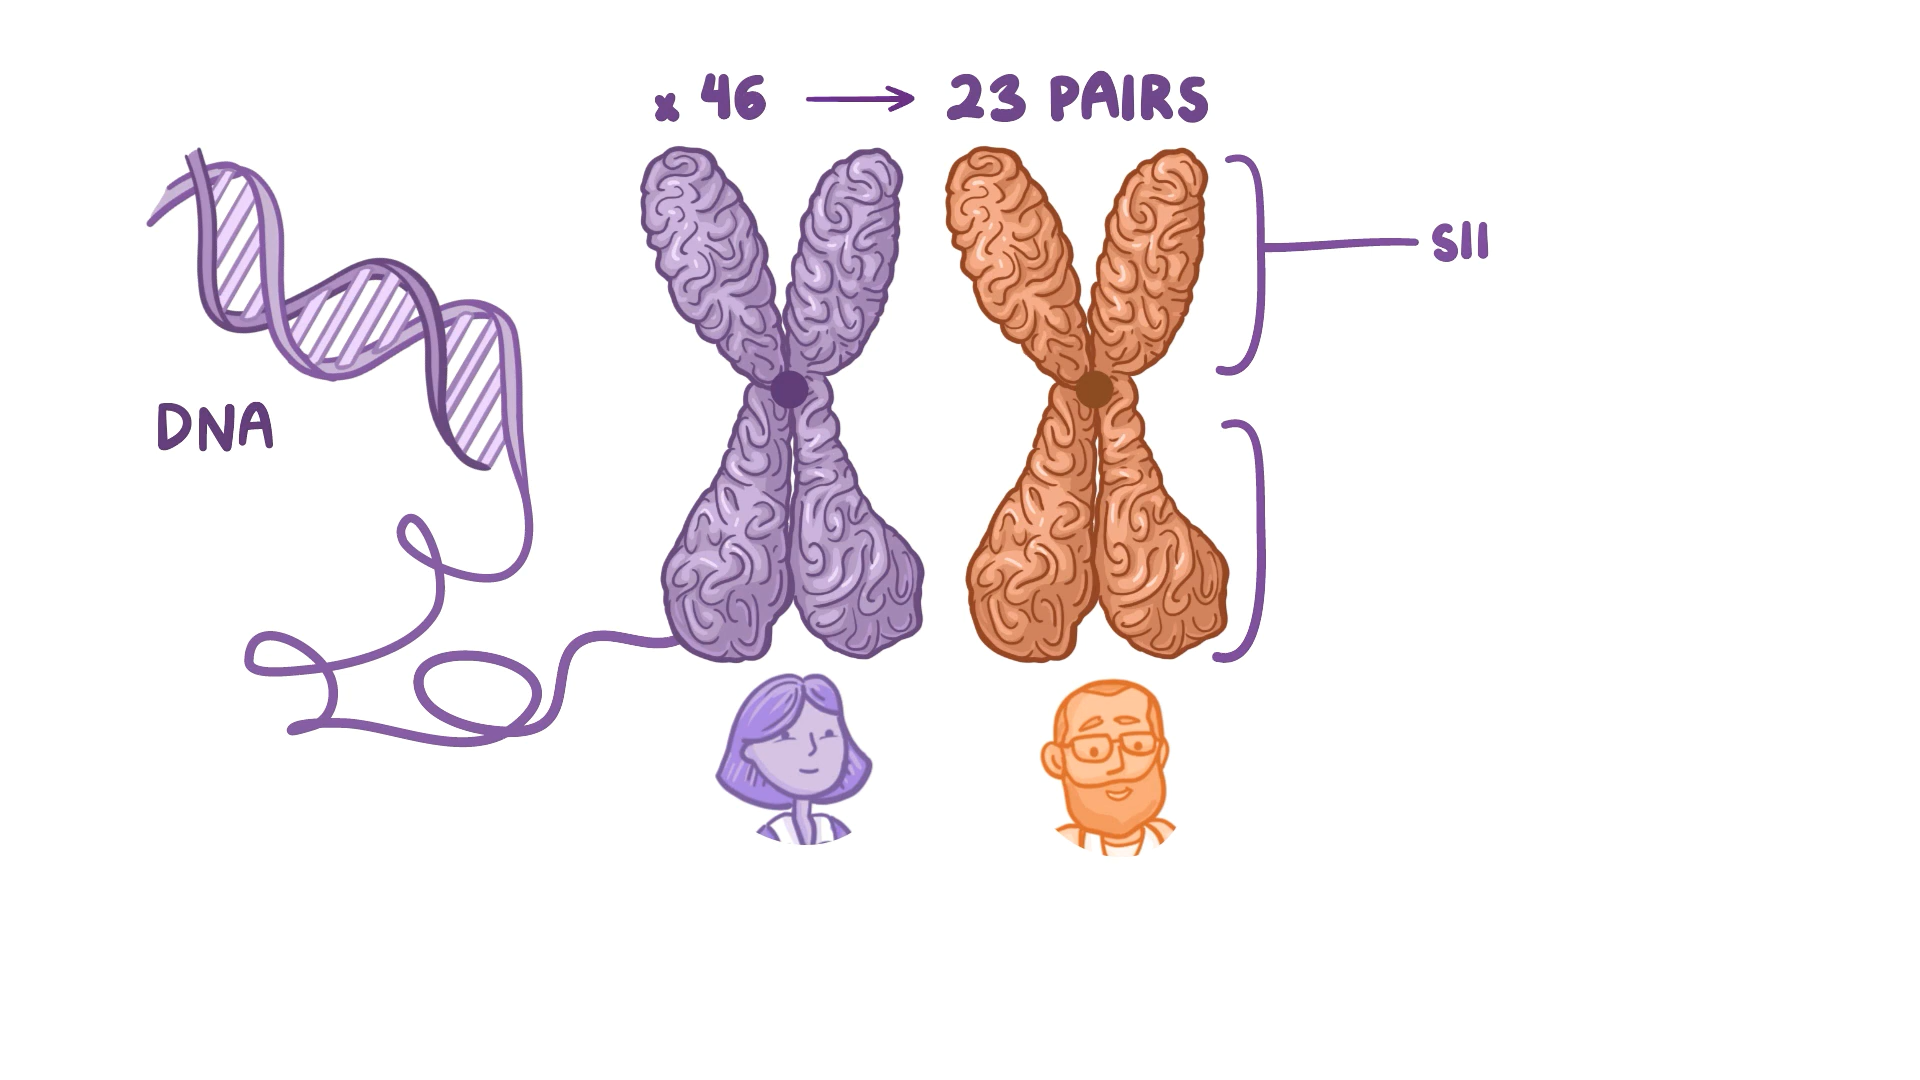 x 46 → 23 PAIRS
SII
DNA